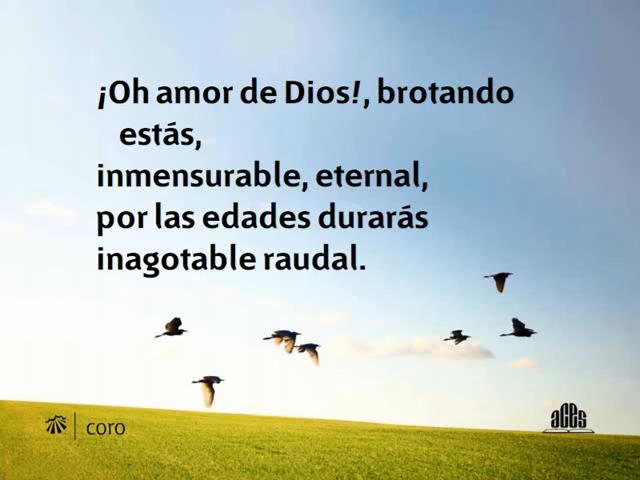 ¡Oh amor de Dios!, brotando
estás,
inmensurable, eternal,
por las edades durarás
inagotable raudal.
coro
aces